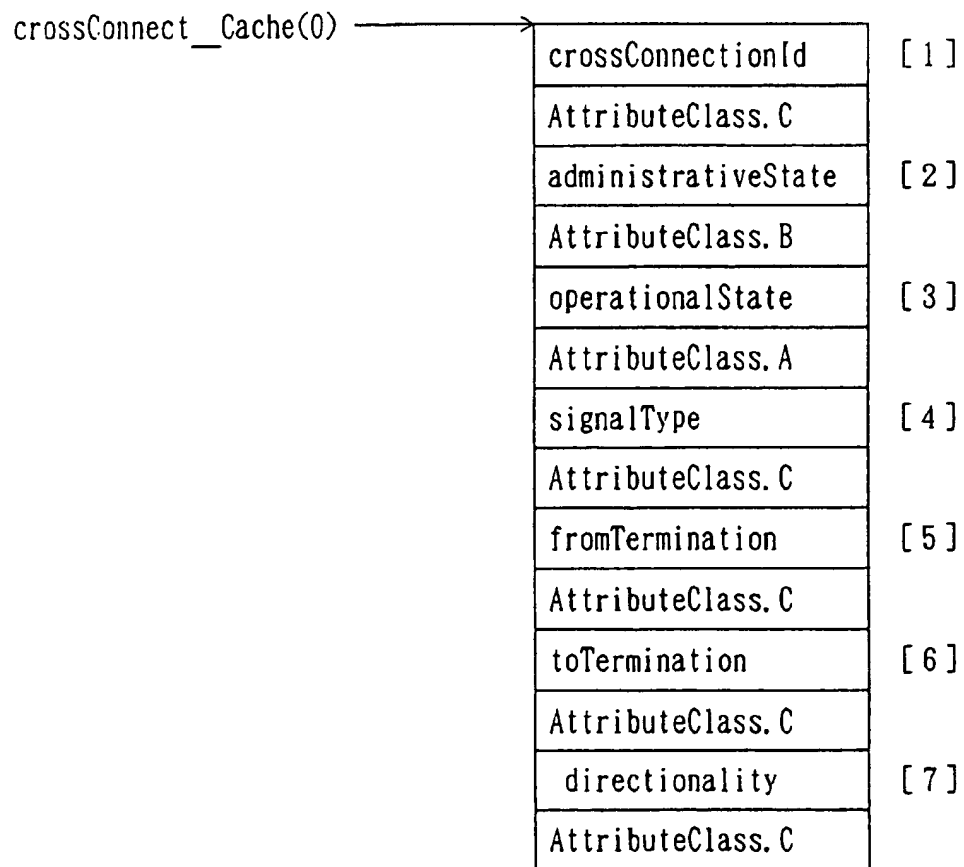 crossConnect_Cache(0)
crossConnectionId [1]
AttributeClass.C
administrativeState [2]
AttributeClass.B
operationalState [3]
AttributeClass.A
signalType [4]
AttributeClass.C
fromTermination [5]
AttributeClass.C
toTermination [6]
AttributeClass.C
directionality [7]
AttributeClass.C